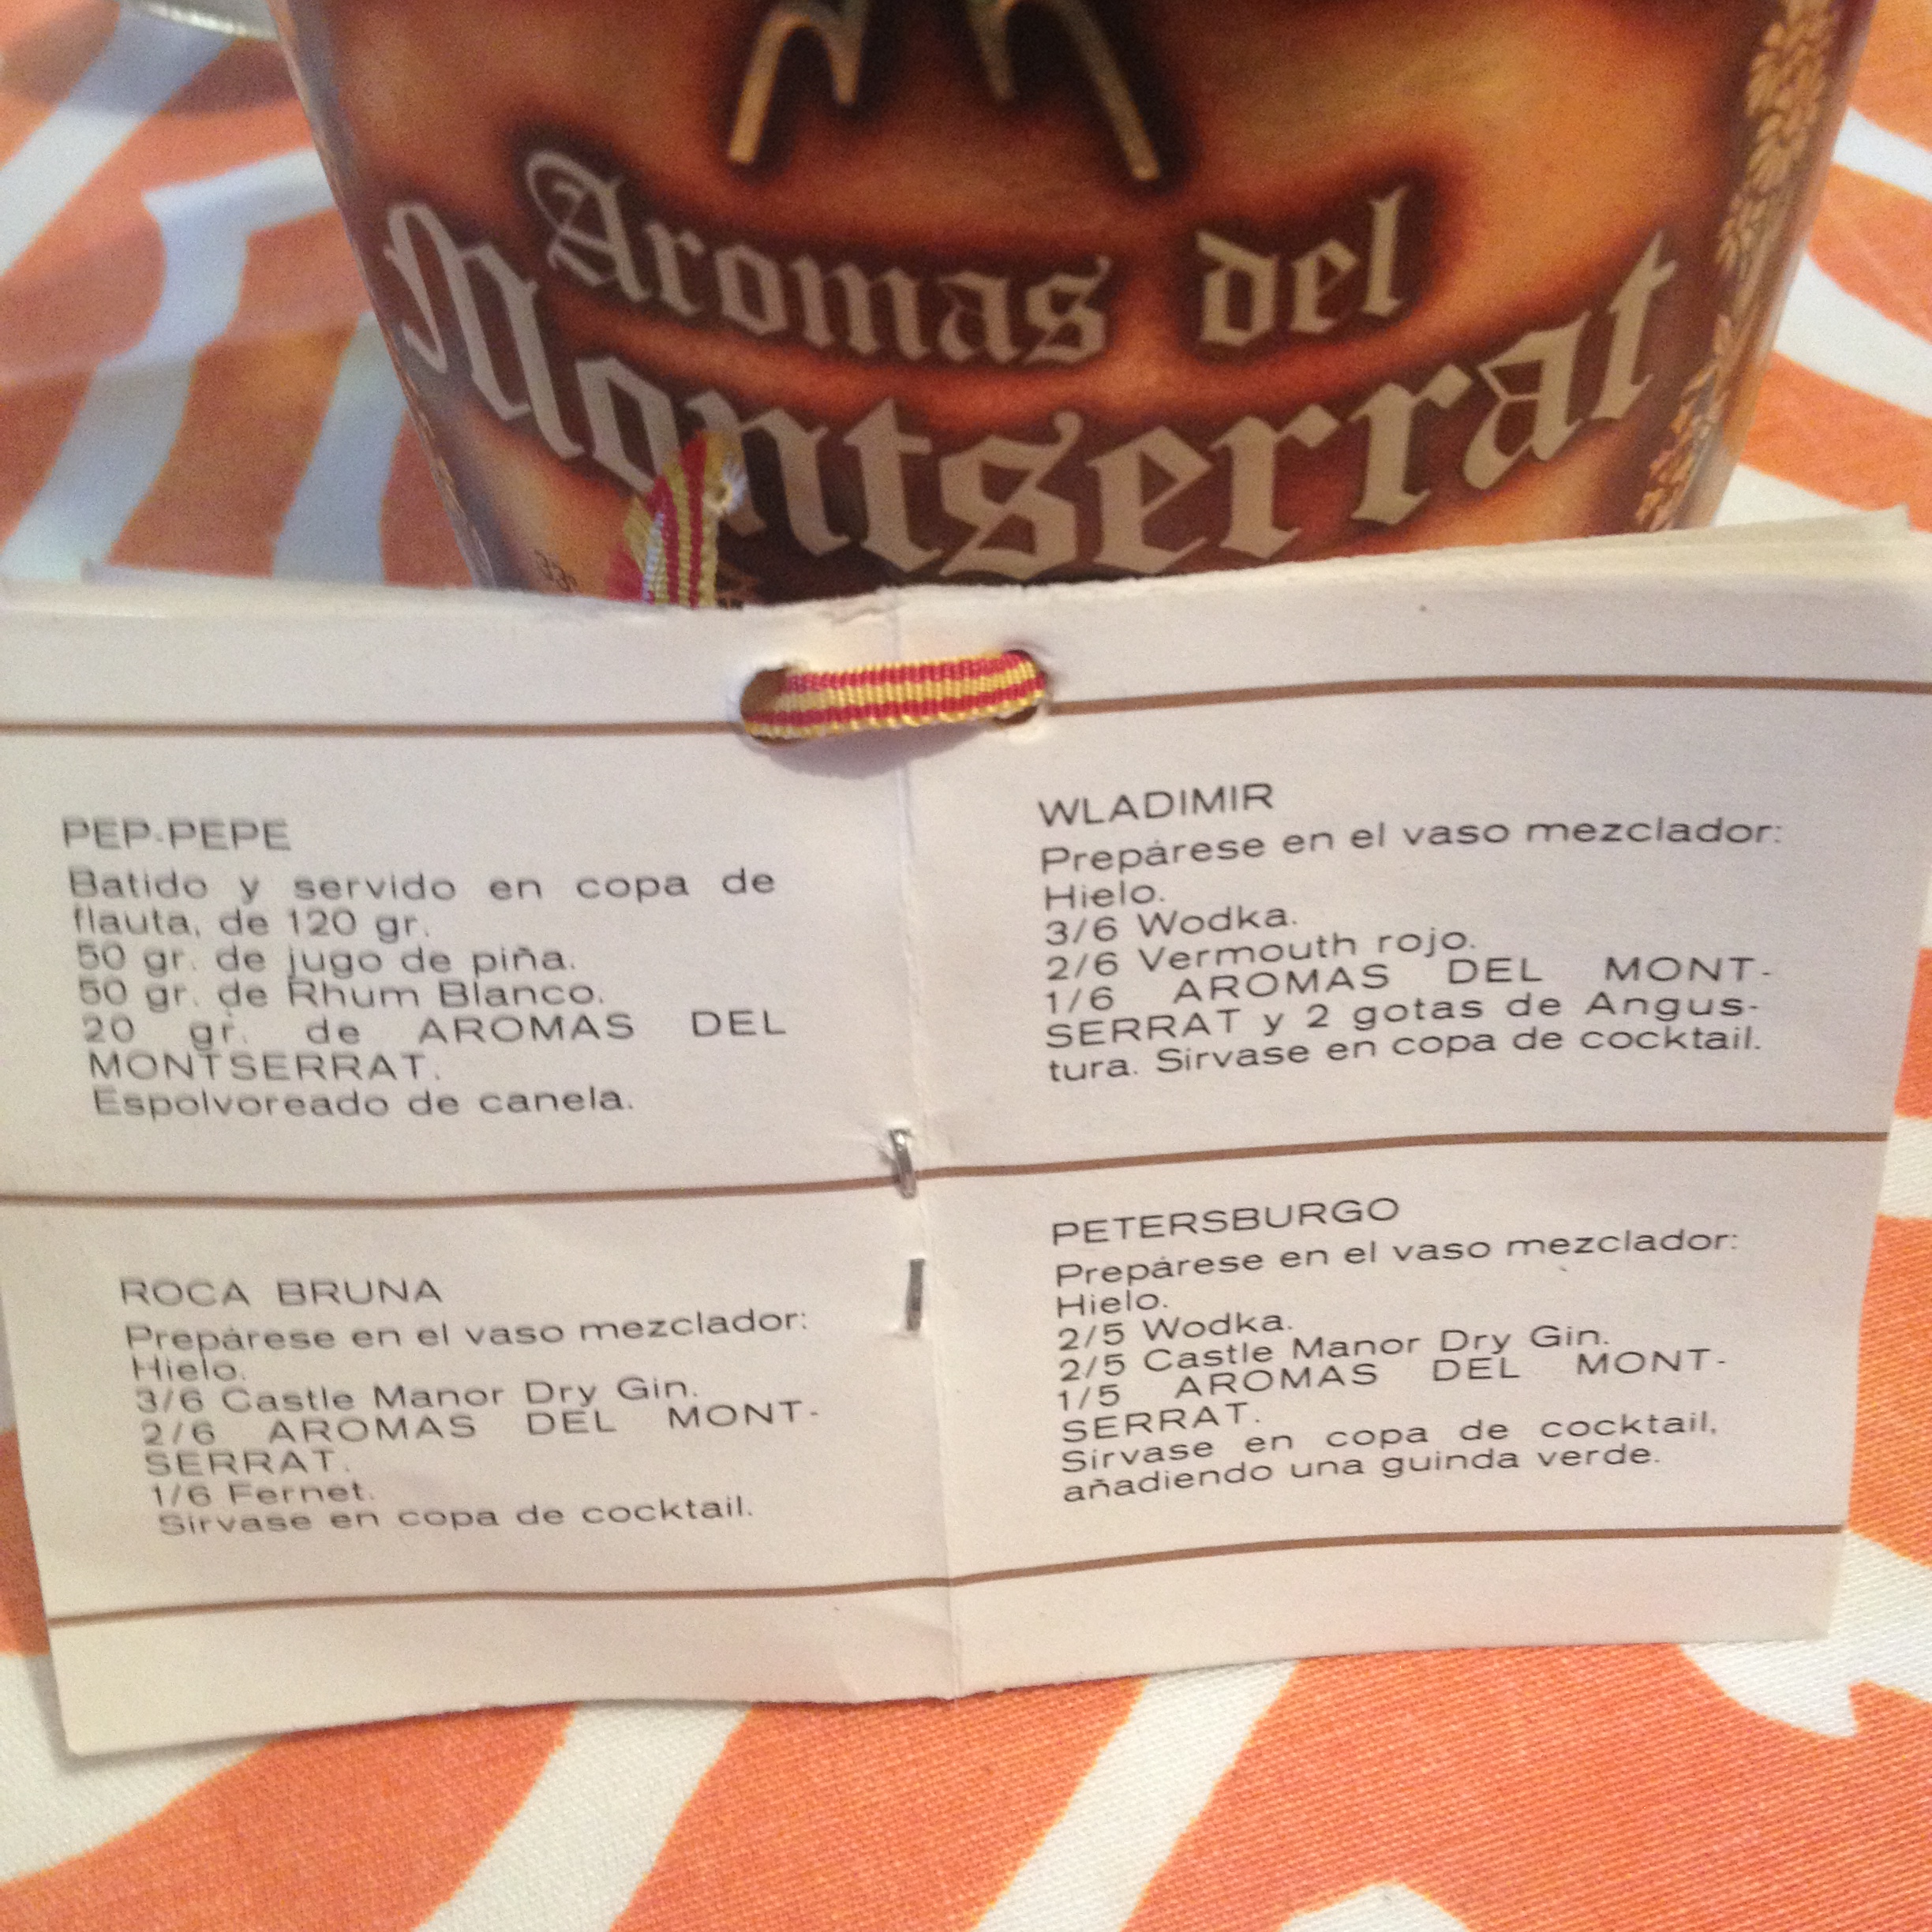 Aromas del
Montserrat
PEP-PEPE
Batido y servido en copa de
flauta, de 120 gr.
50 gr. de jugo de piña.
50 gr. de Rhum Blanco.
20 gr. de AROMAS DEL
MONTSERRAT.
Espolvoreado de canela.
ROCA BRUNA
Prepárese en el vaso mezclador:
Hielo.
3/6 Castle Manor Dry Gin.
2/6 AROMAS DEL MONT-
SERRAT.
1/6 Fernet.
Sírvase en copa de cocktail.
WLADIMIR
Prepárese en el vaso mezclador:
Hielo.
3/6 Wodka.
2/6 Vermouth rojo.
1/6 AROMAS DEL MONT-
SERRAT y 2 gotas de Angus-
tura. Sírvase en copa de cocktail.
PETERSBURGO
Prepárese en el vaso mezclador:
Hielo.
2/5 Wodka.
2/5 Castle Manor Dry Gin.
1/5 AROMAS DEL MONT-
SERRAT.
Sírvase en copa de cocktail,
añadiendo una guinda verde.